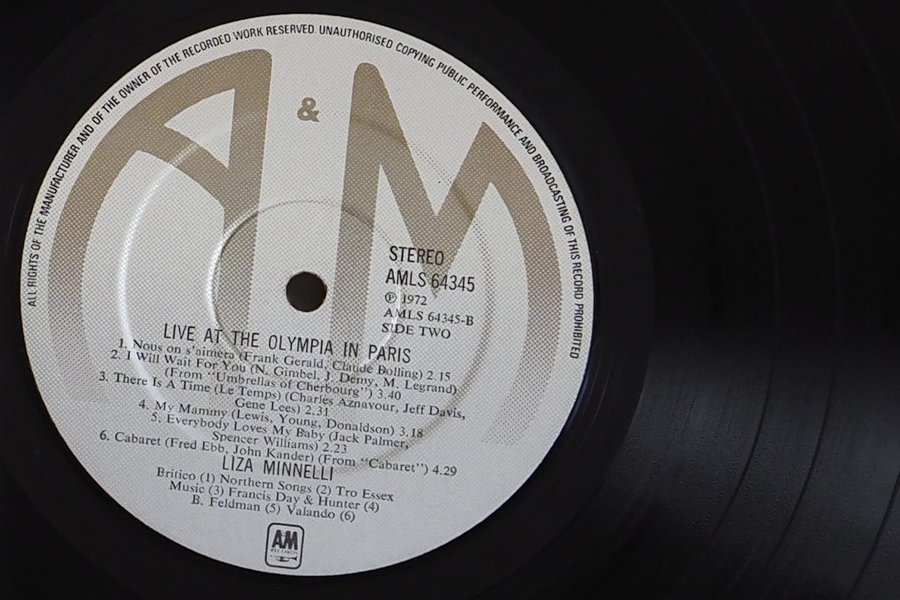 ALL RIGHTS OF THE MANUFACTURER AND OF THE OWNER OF THE RECORDED WORK RESERVED. UNAUTHORISED COPYING PUBLIC PERFORMANCE AND BROADCASTING OF THIS RECORD PROHIBITED
A & M
STEREO
AMLS 64345
℗ 1972
AMLS 64345-B
SIDE TWO
LIVE AT THE OLYMPIA IN PARIS
1. Nous on s'aimera (Frank Gerald, Claude Bolling) 2.15
2. I Will Wait For You (N. Gimbel, J. Demy, M. Legrand)
(From "Umbrellas of Cherbourg") 3.40
3. There Is A Time (Le Temps) (Charles Aznavour, Jeff Davis,
Gene Lees) 2.31
4. My Mammy (Lewis, Young, Donaldson) 3.18
5. Everybody Loves My Baby (Jack Palmer,
Spencer Williams) 2.23
6. Cabaret (Fred Ebb, John Kander) (From "Cabaret") 4.29
LIZA MINNELLI
Britico (1) Northern Songs (2) Tro Essex
Music (3) Francis Day & Hunter (4)
B. Feldman (5) Valando (6)
AM